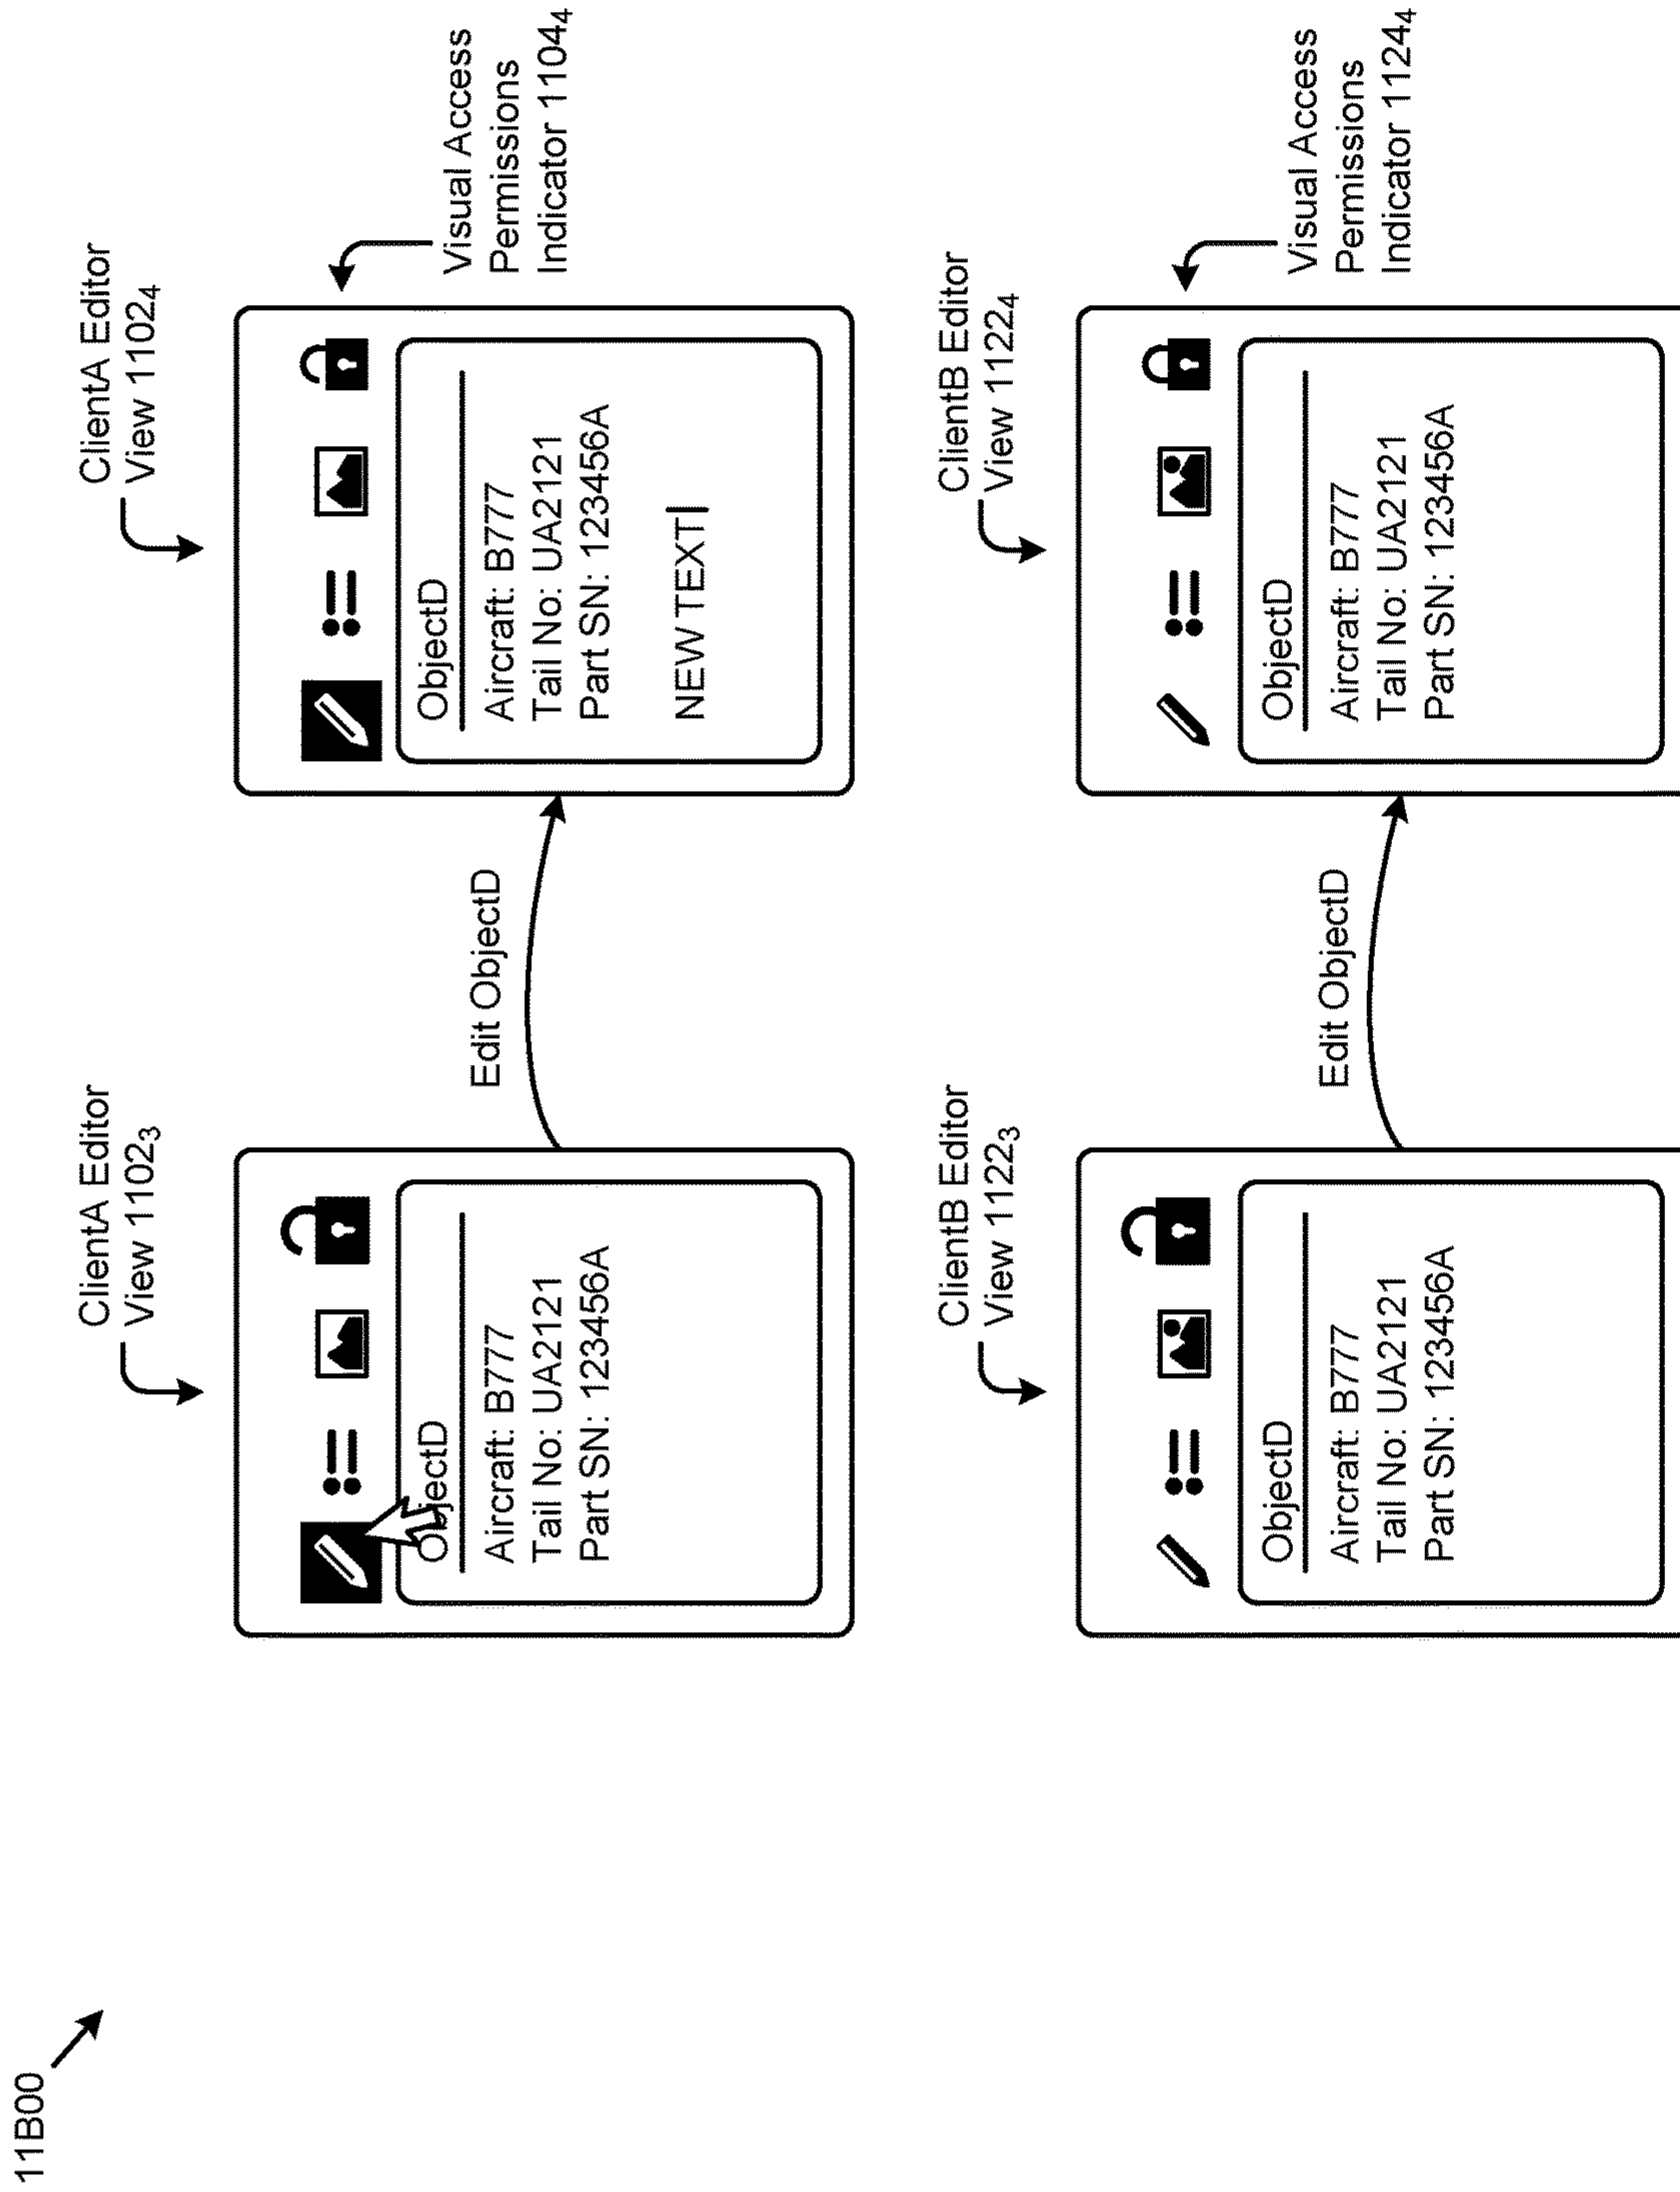 11B00
ClientA Editor
View 1102₃
ObjectD
Aircraft: B777
Tail No: UA2121
Part SN: 123456A
Edit ObjectD
ClientA Editor
View 1102₄
ObjectD
Aircraft: B777
Tail No: UA2121
Part SN: 123456A
NEW TEXT
Visual Access
Permissions
Indicator 1104₄
ClientB Editor
View 1122₃
ObjectD
Aircraft: B777
Tail No: UA2121
Part SN: 123456A
Edit ObjectD
ClientB Editor
View 1122₄
ObjectD
Aircraft: B777
Tail No: UA2121
Part SN: 123456A
Visual Access
Permissions
Indicator 1124₄